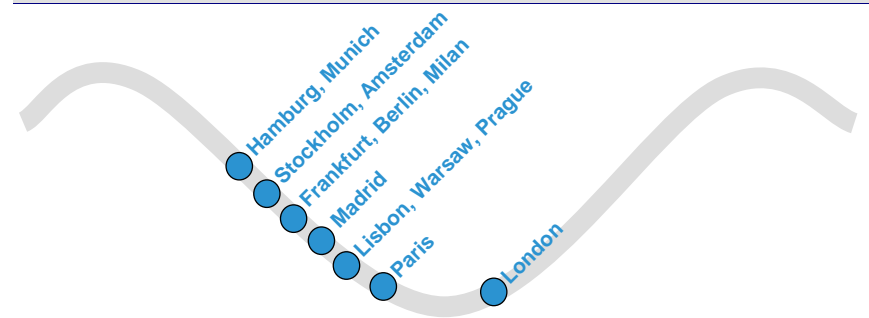 Hamburg, Munich
Stockholm, Amsterdam
Frankfurt, Berlin, Milan
Madrid
Lisbon, Warsaw, Prague
Paris
London